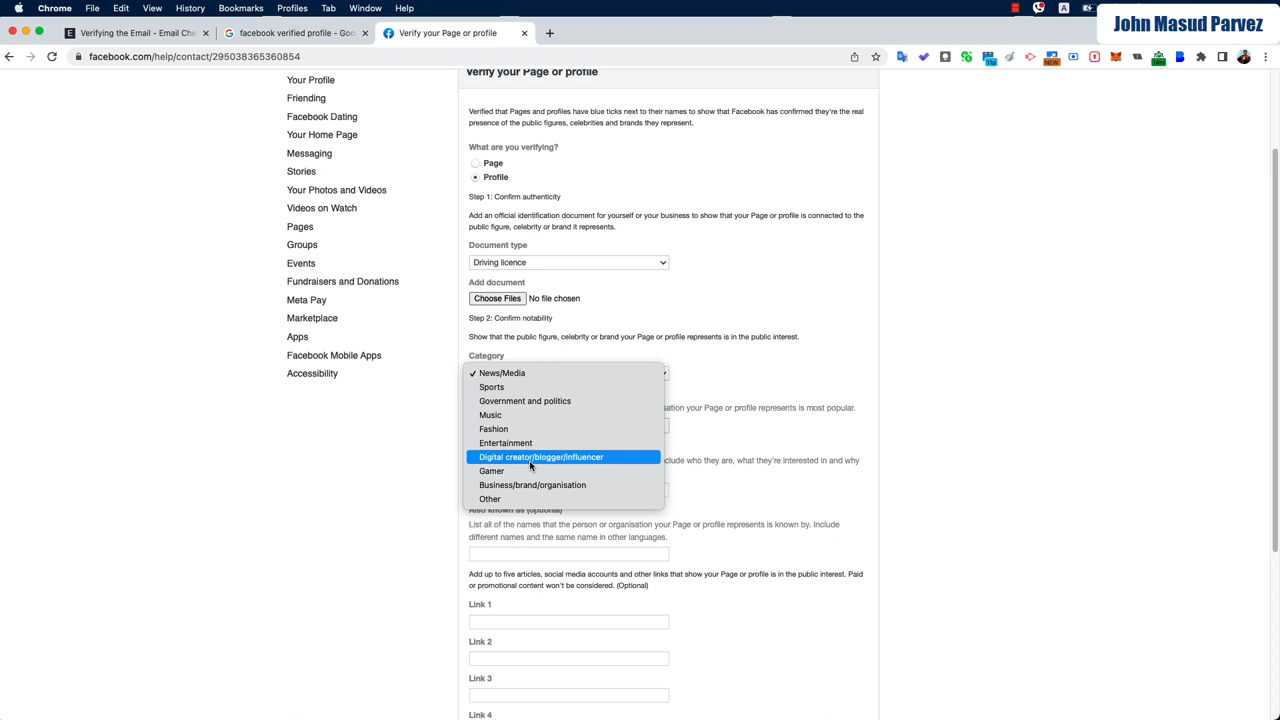 Chrome File Edit View History Bookmarks Profiles Tab Window Help
John Masud Parvez
Verifying the Email - Email Che
facebook verified profile - Goo
Verify your Page or profile
facebook.com/help/contact/295038365360854
NEW
Your Profile
Friending
Facebook Dating
Your Home Page
Messaging
Stories
Your Photos and Videos
Videos on Watch
Pages
Groups
Events
Fundraisers and Donations
Meta Pay
Marketplace
Apps
Facebook Mobile Apps
Accessibility
Verify your Page or profile
Verified that Pages and profiles have blue ticks next to their names to show that Facebook has confirmed they're the real
presence of the public figures, celebrities and brands they represent.
What are you verifying?
Page
Profile
Step 1: Confirm authenticity
Add an official identification document for yourself or your business to show that your Page or profile is connected to the
public figure, celebrity or brand it represents.
Document type
Driving licence
Add document
Choose Files No file chosen
Step 2: Confirm notability
Show that the public figure, celebrity or brand your Page or profile represents is in the public interest.
Category
News/Media
Sports
Government and politics
Music
Fashion
Entertainment
Digital creator/blogger/influencer
Gamer
Business/brand/organisation
Other
sation your Page or profile represents is most popular.
clude who they are, what they're interested in and why
Also known as (optional)
List all of the names that the person or organisation your Page or profile represents is known by. Include
different names and the same name in other languages.
Add up to five articles, social media accounts and other links that show your Page or profile is in the public interest. Paid
or promotional content won't be considered. (Optional)
Link 1
Link 2
Link 3
Link 4